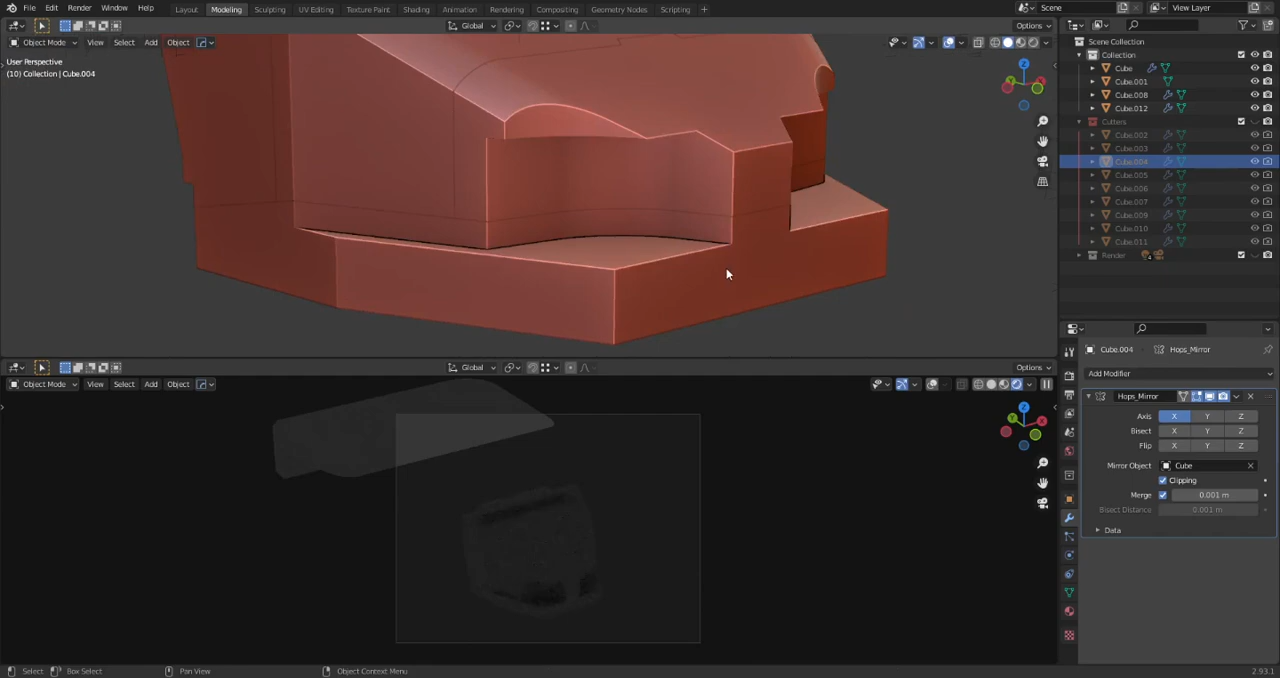 File Edit Render Window Help Layout Modeling Sculpting UV Editing Texture Paint Shading Animation Rendering Compositing Geometry Nodes Scripting + Scene View Layer
Global Options
Object Mode View Select Add Object
User Perspective
(10) Collection | Cube.004
Scene Collection
Collection
Cube
Cube.001
Cube.008
Cube.012
Cutters
Cube.002
Cube.003
Cube.004
Cube.005
Cube.006
Cube.007
Cube.009
Cube.010
Cube.011
Render
4
Cube.004 Hops_Mirror
Add Modifier
Hops_Mirror
Axis X Y Z
Bisect X Y Z
Flip X Y Z
Mirror Object Cube
Clipping
Merge 0.001 m
Bisect Distance 0.001 m
Data
Global Options
Object Mode View Select Add Object
Select Box Select Pan View Object Context Menu 2.93.1